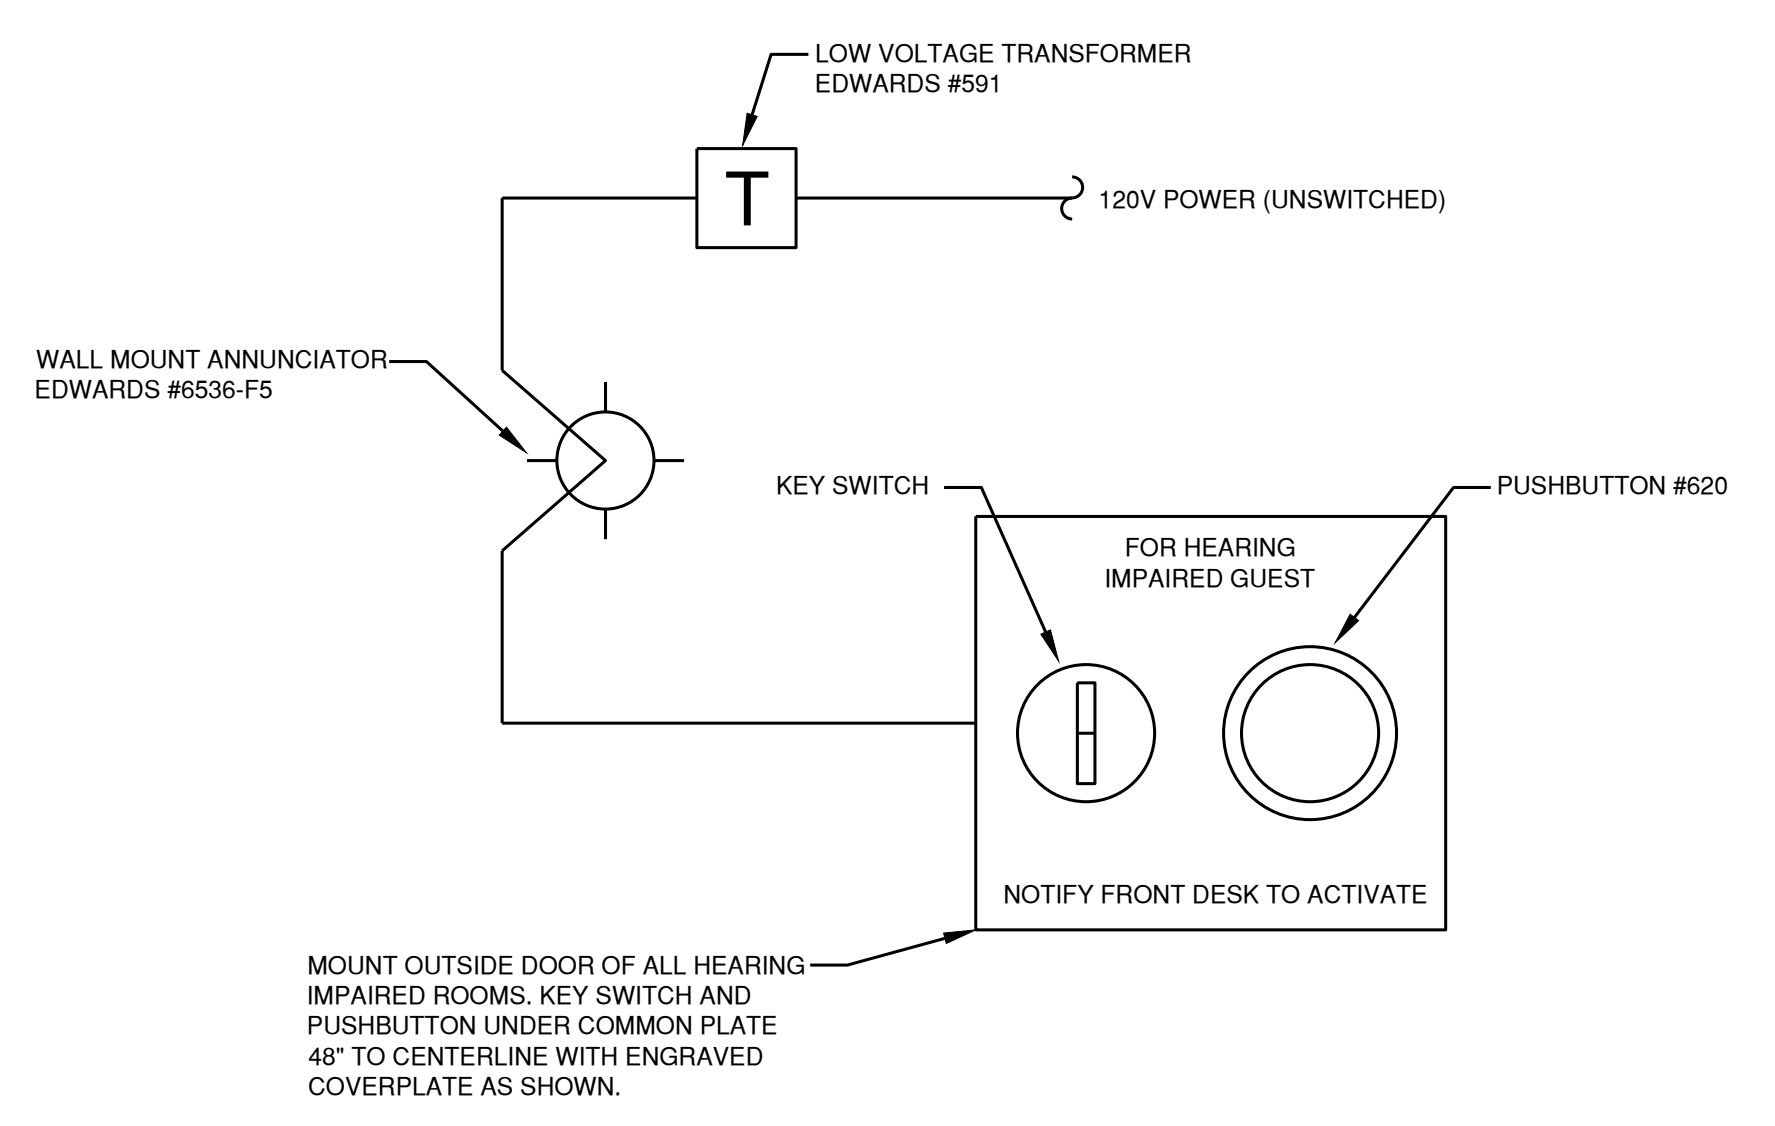 LOW VOLTAGE TRANSFORMER
EDWARDS #591
T
120V POWER (UNSWITCHED)
WALL MOUNT ANNUNCIATOR
EDWARDS #6536-F5
KEY SWITCH
PUSHBUTTON #620
FOR HEARING
IMPAIRED GUEST
NOTIFY FRONT DESK TO ACTIVATE
MOUNT OUTSIDE DOOR OF ALL HEARING
IMPAIRED ROOMS. KEY SWITCH AND
PUSHBUTTON UNDER COMMON PLATE
48" TO CENTERLINE WITH ENGRAVED
COVERPLATE AS SHOWN.